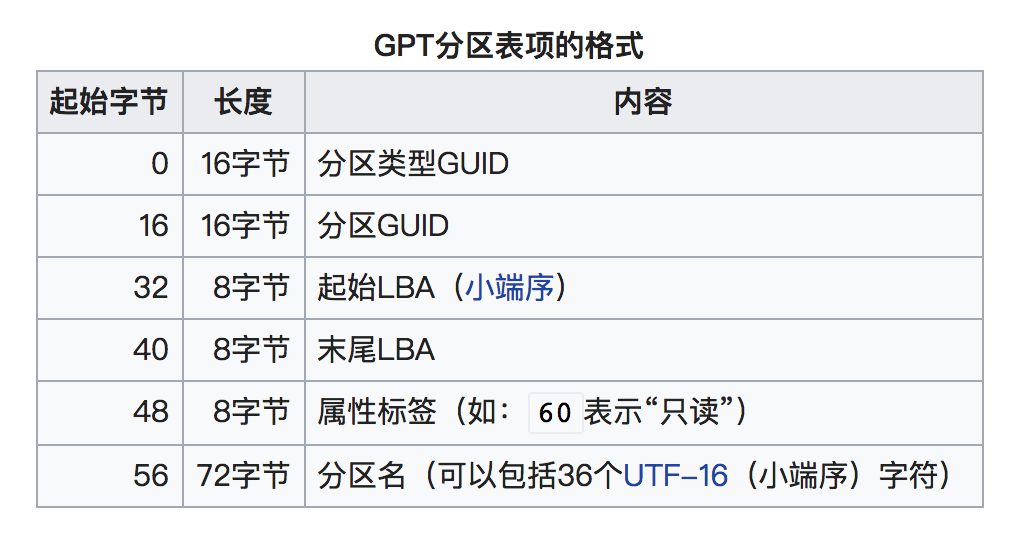 GPT分区表项的格式
起始字节 长度 内容
0 16字节 分区类型GUID
16 16字节 分区GUID
32 8字节 起始LBA（小端序）
40 8字节 末尾LBA
48 8字节 属性标签（如： 60表示“只读”）
56 72字节 分区名（可以包括36个UTF-16（小端序）字符）